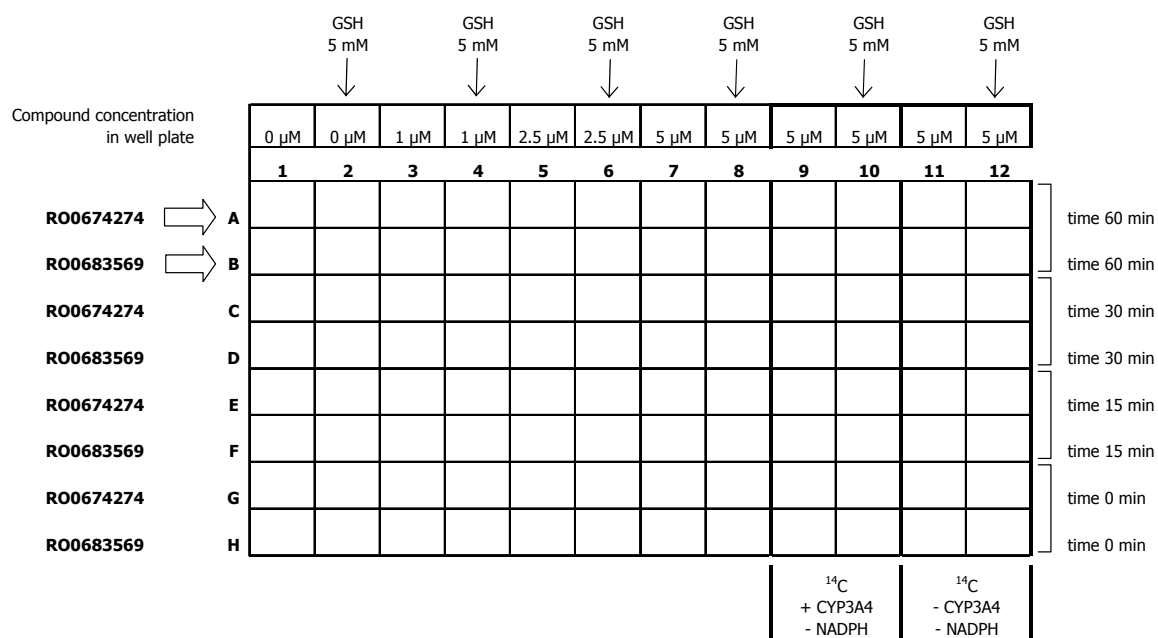 GSH GSH GSH GSH GSH GSH
5 mM 5 mM 5 mM 5 mM 5 mM 5 mM
Compound concentration
in well plate 0 µM 0 µM 1 µM 1 µM 2.5 µM 2.5 µM 5 µM 5 µM 5 µM 5 µM 5 µM 5 µM
1 2 3 4 5 6 7 8 9 10 11 12
RO0674274 A time 60 min
RO0683569 B time 60 min
RO0674274 C time 30 min
RO0683569 D time 30 min
RO0674274 E time 15 min
RO0683569 F time 15 min
RO0674274 G time 0 min
RO0683569 H time 0 min
¹⁴C ¹⁴C
+ CYP3A4 - CYP3A4
- NADPH - NADPH